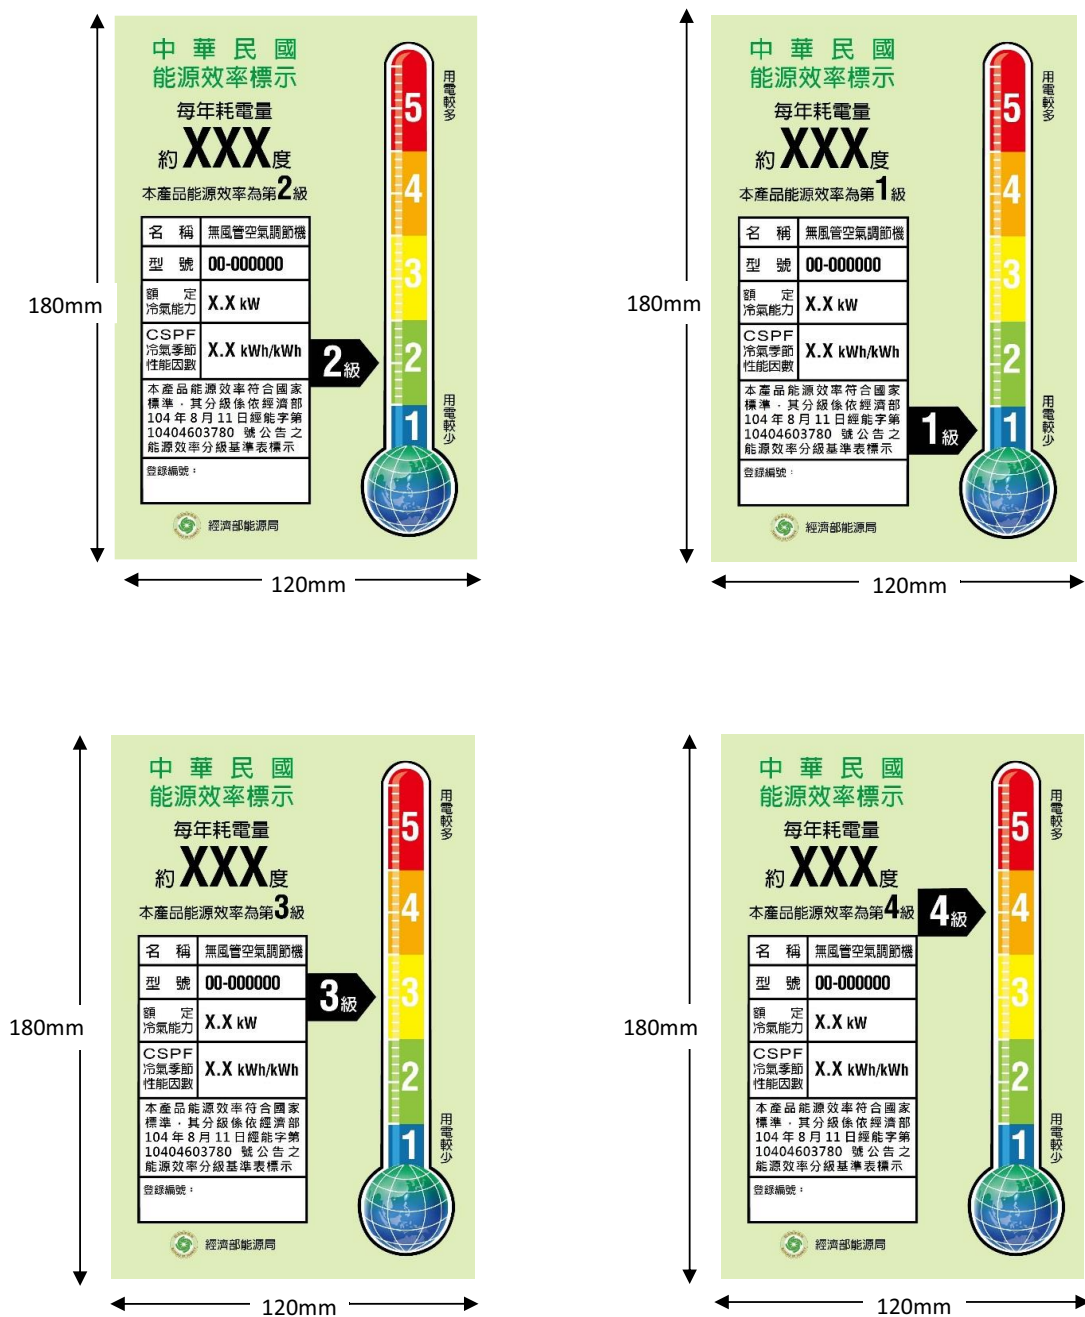 180mm
中華民國
能源效率標示
每年耗電量
約XXX度
本產品能源效率為第2級
名稱 無風管空氣調節機
型號 00-000000
額定
冷氣能力 X.X kW
CSPF
冷氣季節
性能因數 X.X kWh/kWh
本產品能源效率符合國家
標準，其分級係依經濟部
104年8月11日經能字第
10404603780 號公告之
能源效率分級基準表標示
登錄編號：
經濟部能源局
2級
用電較多
5
4
3
2
1
用電較少
120mm
180mm
中華民國
能源效率標示
每年耗電量
約XXX度
本產品能源效率為第1級
名稱 無風管空氣調節機
型號 00-000000
額定
冷氣能力 X.X kW
CSPF
冷氣季節
性能因數 X.X kWh/kWh
本產品能源效率符合國家
標準，其分級係依經濟部
104年8月11日經能字第
10404603780 號公告之
能源效率分級基準表標示
登錄編號：
經濟部能源局
1級
用電較多
5
4
3
2
1
用電較少
120mm
180mm
中華民國
能源效率標示
每年耗電量
約XXX度
本產品能源效率為第3級
名稱 無風管空氣調節機
型號 00-000000
額定
冷氣能力 X.X kW
CSPF
冷氣季節
性能因數 X.X kWh/kWh
本產品能源效率符合國家
標準，其分級係依經濟部
104年8月11日經能字第
10404603780 號公告之
能源效率分級基準表標示
登錄編號：
經濟部能源局
3級
用電較多
5
4
3
2
1
用電較少
120mm
180mm
中華民國
能源效率標示
每年耗電量
約XXX度
本產品能源效率為第4級
名稱 無風管空氣調節機
型號 00-000000
額定
冷氣能力 X.X kW
CSPF
冷氣季節
性能因數 X.X kWh/kWh
本產品能源效率符合國家
標準，其分級係依經濟部
104年8月11日經能字第
10404603780 號公告之
能源效率分級基準表標示
登錄編號：
經濟部能源局
4級
用電較多
5
4
3
2
1
用電較少
120mm